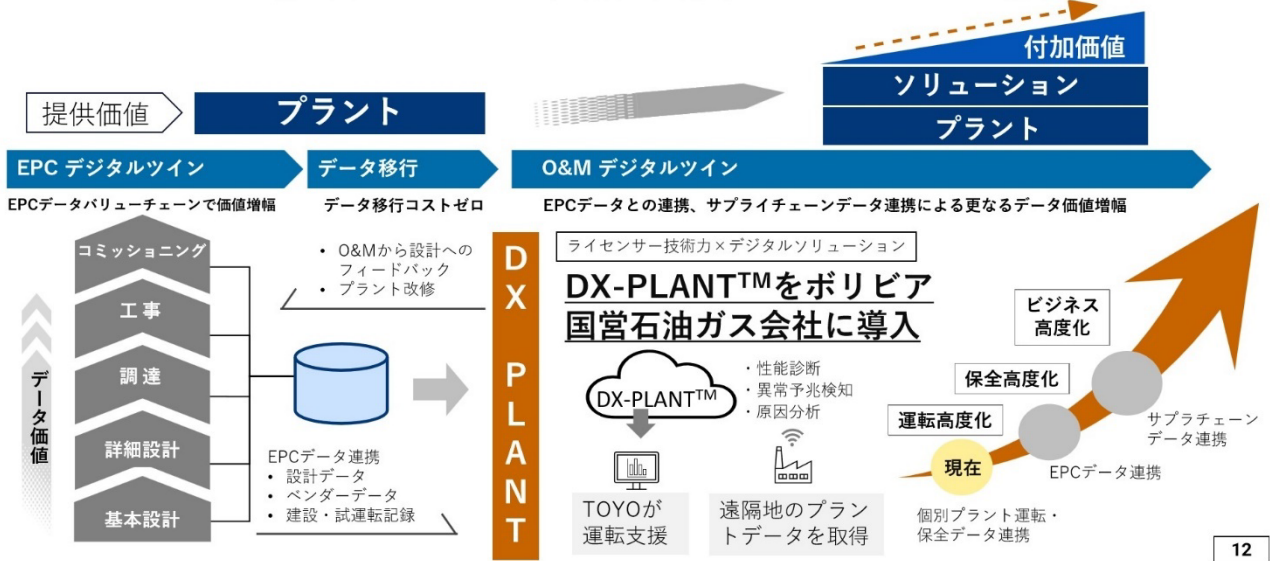 付加価値
ソリューション
プラント
提供価値
プラント
EPC デジタルツイン
データ移行
O&M デジタルツイン
EPCデータバリューチェーンで価値増幅
データ移行コストゼロ
EPCデータとの連携、サプライチェーンデータ連携による更なるデータ価値増幅
データ価値
コミッショニング
工事
調達
詳細設計
基本設計
• O&Mから設計への
フィードバック
• プラント改修
EPCデータ連携
• 設計データ
• ベンダーデータ
• 建設・試運転記録
DX PLANT
ライセンサー技術力×デジタルソリューション
DX-PLANT™をボリビア
国営石油ガス会社に導入
DX-PLANT™
・性能診断
・異常予兆検知
・原因分析
TOYOが
運転支援
遠隔地のプラン
トデータを取得
ビジネス
高度化
保全高度化
運転高度化
現在
サプラチェーン
データ連携
EPCデータ連携
個別プラント運転・
保全データ連携
12